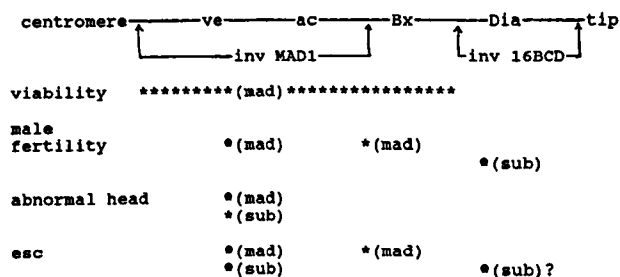 centromere ve ac Bx Dia tip
inv MAD1 inv 16BCD
viability *********(mad)***************
male
fertility •(mad) *(mad)
•(sub)
abnormal head •(mad)
*(sub)
esc •(mad) *(mad)
•(sub) •(sub)?